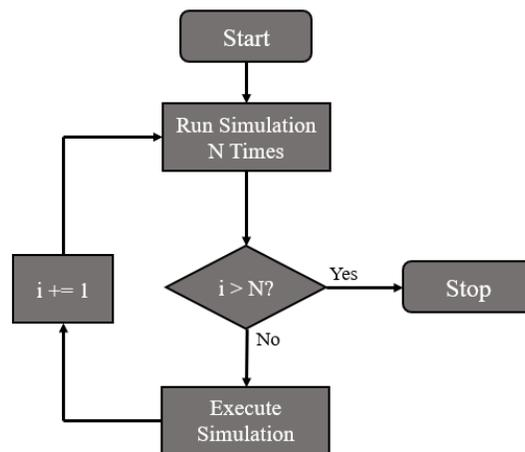 Start
Run Simulation
N Times
i > N?
Yes
Stop
No
i += 1
Execute
Simulation